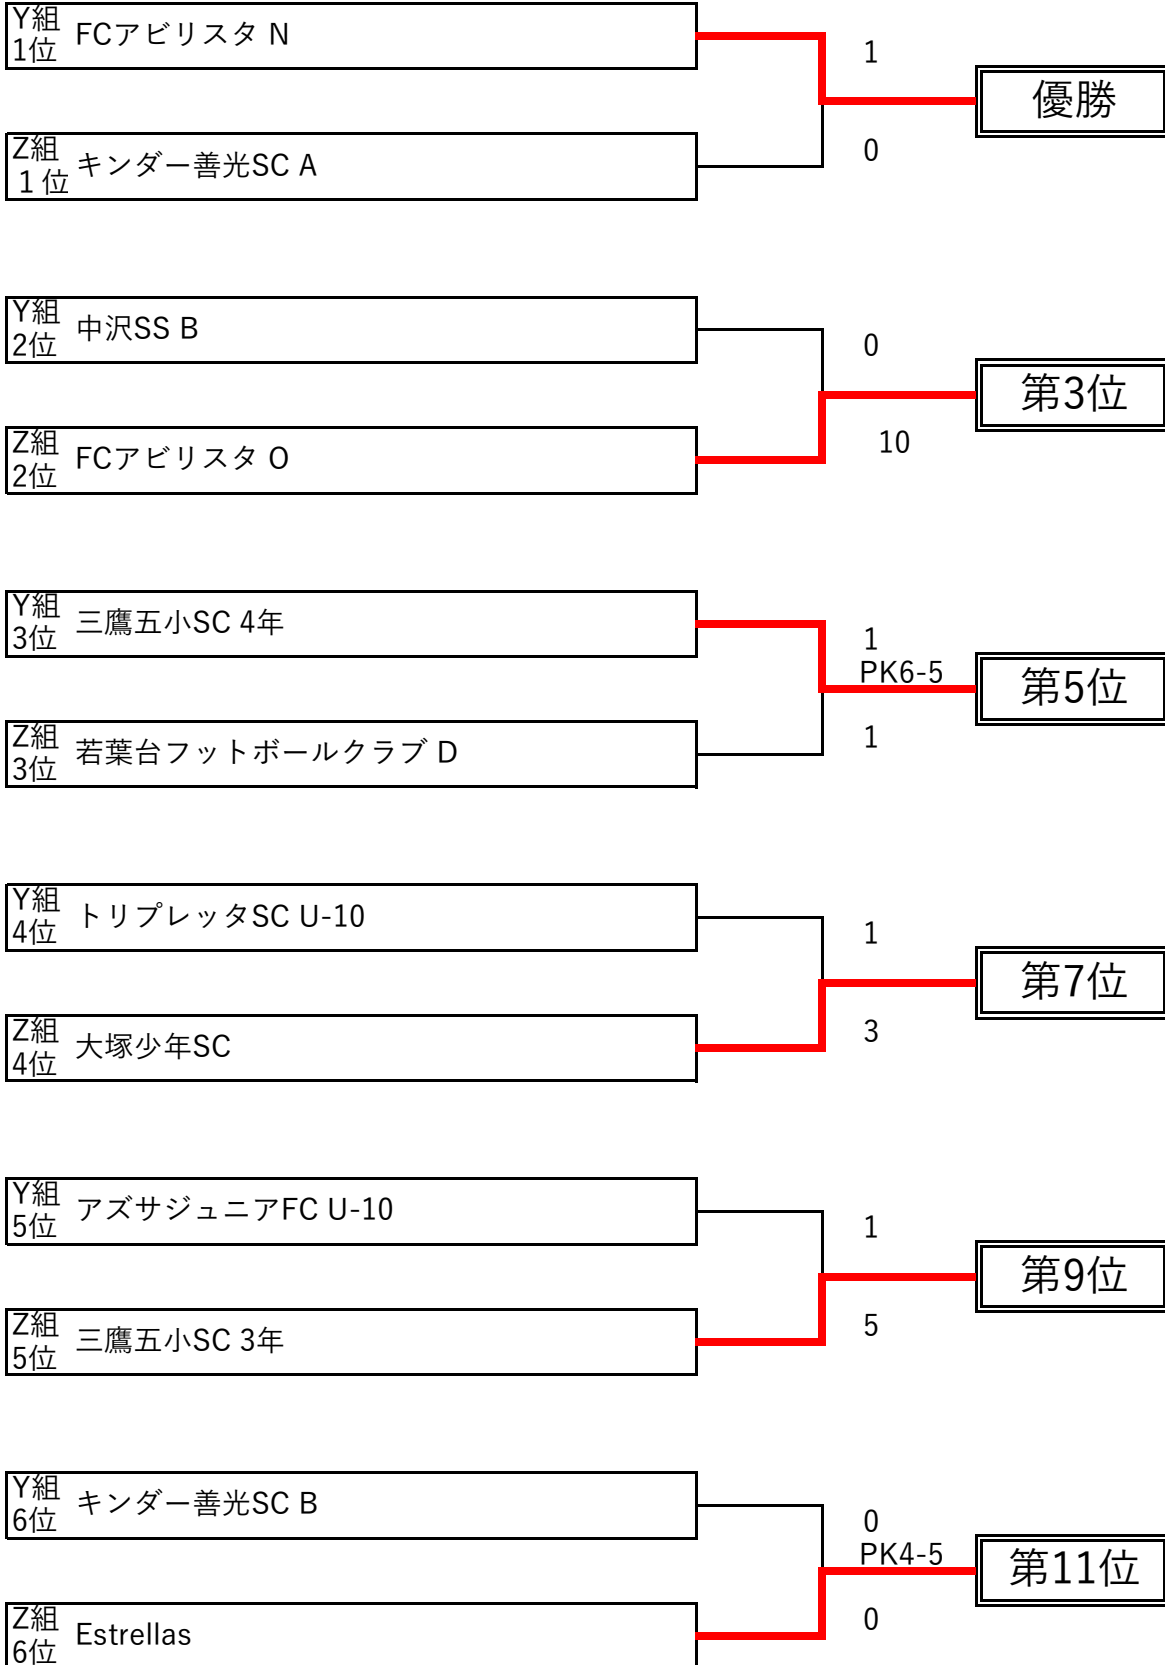 Y組
1位
FCアビリスタ N
1
優勝
Z組
１位
キンダー善光SC A
0
Y組
2位
中沢SS B
0
第3位
Z組
2位
FCアビリスタ O
10
Y組
3位
三鷹五小SC 4年
1
PK6-5
第5位
Z組
3位
若葉台フットボールクラブ D
1
Y組
4位
トリプレッタSC U-10
1
第7位
Z組
4位
大塚少年SC
3
Y組
5位
アズサジュニアFC U-10
1
第9位
Z組
5位
三鷹五小SC 3年
5
Y組
6位
キンダー善光SC B
0
PK4-5
第11位
Z組
6位
Estrellas
0